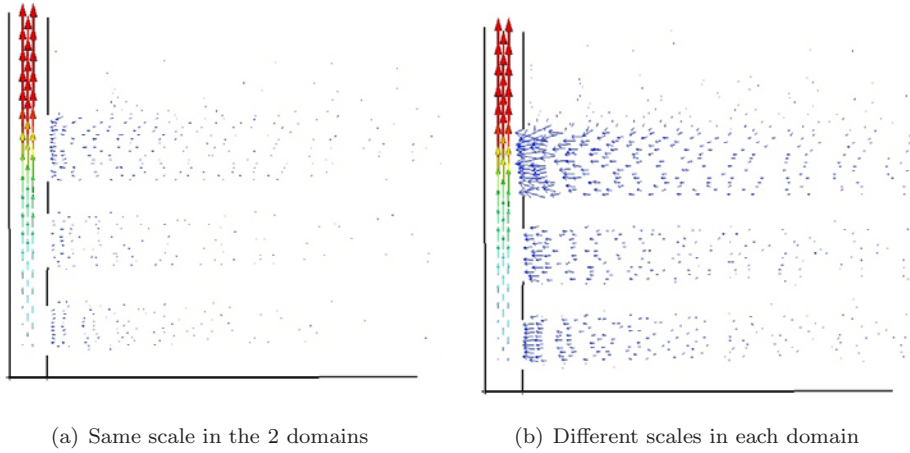 (a) Same scale in the 2 domains
(b) Different scales in each domain